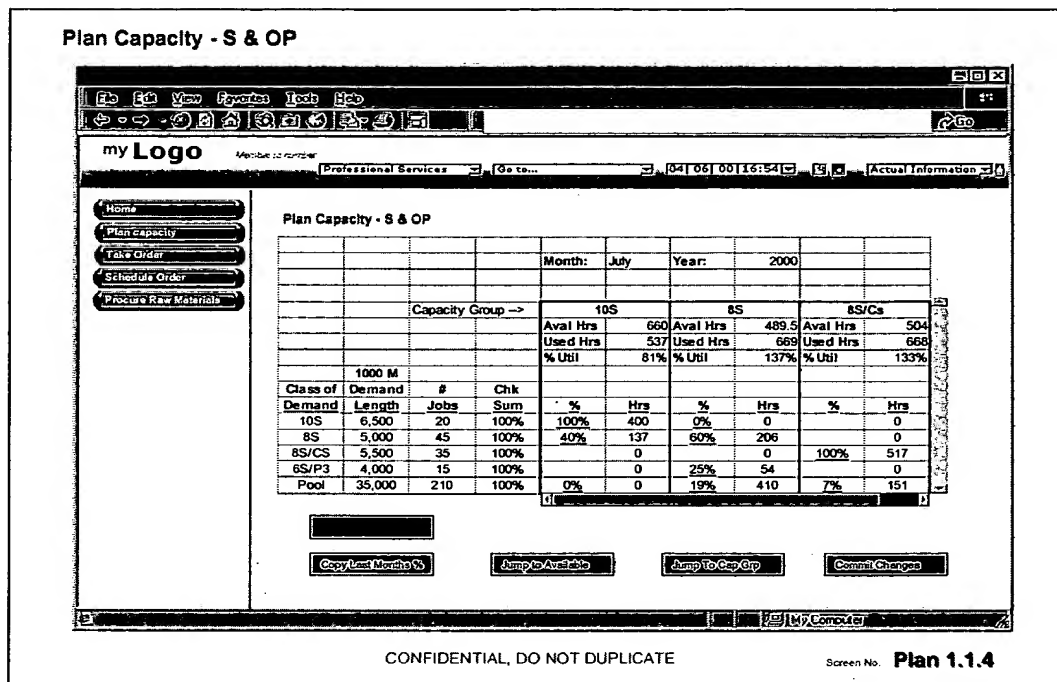 Plan Capacity - S & OP
File Edit View Favorites Tools Help
Go
my Logo
Professional Services Go to... 04| 06| 00|16:54 Actual Information
Home
Plan capacity
Take Order
Schedule Order
Procure Raw Materials
Plan Capacity - S & OP
Month: July Year: 2000
Capacity Group --> 10S 8S 8S/Cs
Aval Hrs 660 Aval Hrs 489.5 Aval Hrs 504
Used Hrs 537 Used Hrs 669 Used Hrs 668
% Util 81% % Util 137% % Util 133%
1000 M
Class of Demand # Chk
Demand Length Jobs Sum % Hrs % Hrs % Hrs
10S 6,500 20 100% 100% 400 0% 0 0
8S 5,000 45 100% 40% 137 60% 206 0
8S/CS 5,500 35 100% 0 0 100% 517
6S/P3 4,000 15 100% 0 25% 54 0
Pool 35,000 210 100% 0% 0 19% 410 7% 151
Copy Last Months % Jump to Available Jump To Cap Grp Commit Changes
My Computer
CONFIDENTIAL, DO NOT DUPLICATE
Screen No. Plan 1.1.4